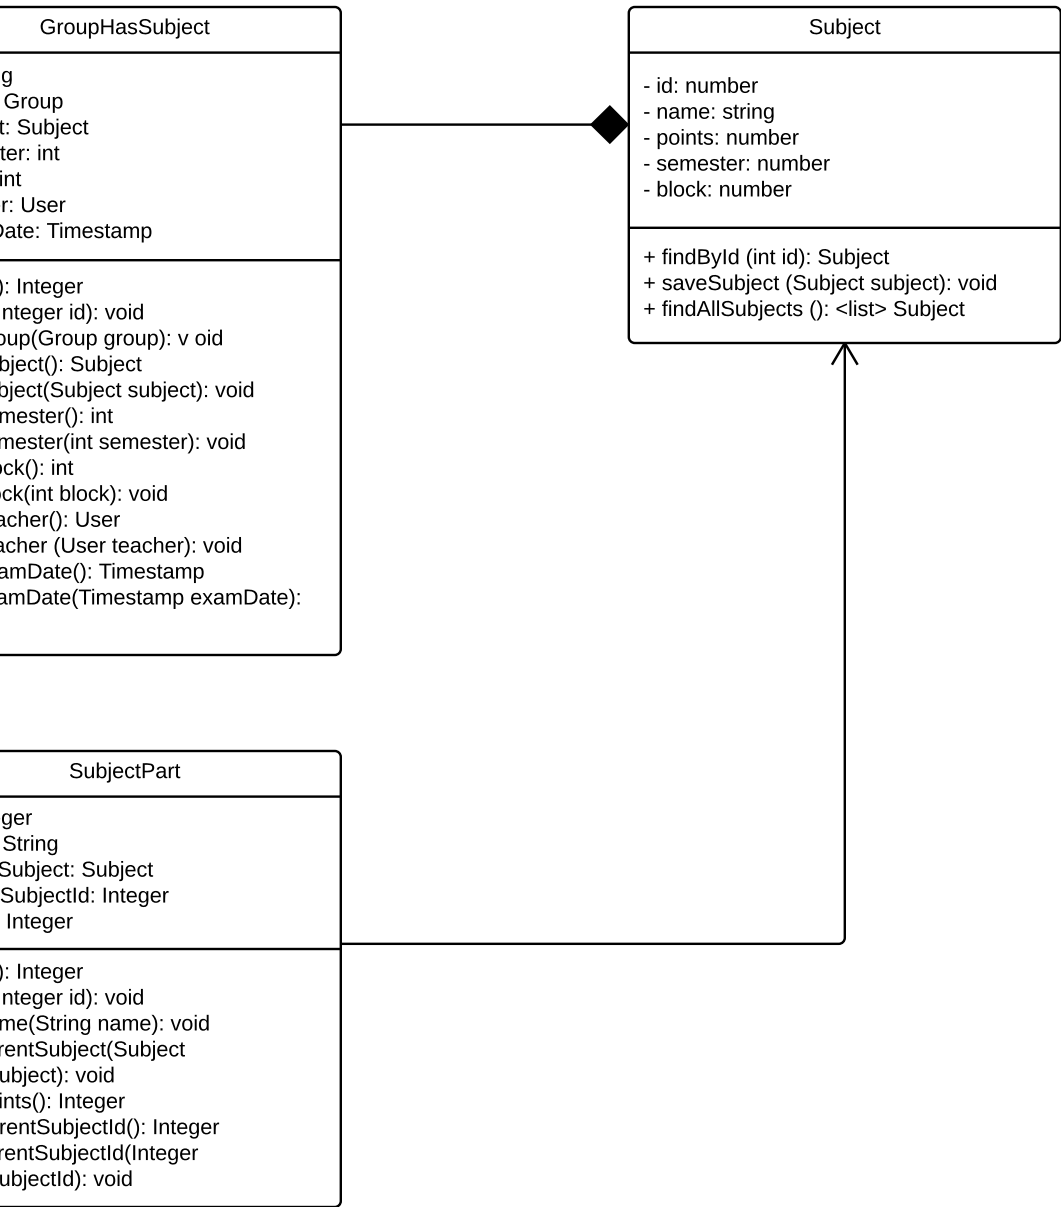 GroupHasSubject
g
Group
t: Subject
ter: int
int
r: User
Date: Timestamp
): Integer
nteger id): void
oup(Group group): v oid
bject(): Subject
bject(Subject subject): void
mester(): int
mester(int semester): void
ock(): int
ock(int block): void
acher(): User
acher (User teacher): void
amDate(): Timestamp
amDate(Timestamp examDate):
Subject
- id: number
- name: string
- points: number
- semester: number
- block: number
+ findById (int id): Subject
+ saveSubject (Subject subject): void
+ findAllSubjects (): <list> Subject
SubjectPart
ger
String
Subject: Subject
SubjectId: Integer
Integer
): Integer
nteger id): void
me(String name): void
rentSubject(Subject
ubject): void
ints(): Integer
rentSubjectId(): Integer
rentSubjectId(Integer
ubjectId): void